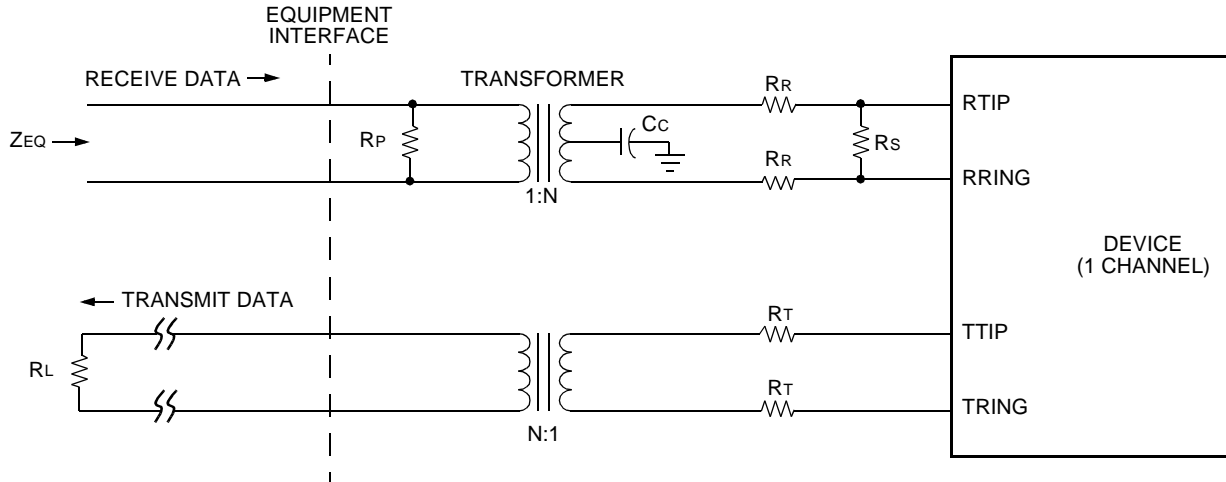 EQUIPMENT
INTERFACE
RECEIVE DATA
TRANSFORMER
RR
RTIP
ZEQ
RP
CC
RS
RR
RRING
1:N
DEVICE
(1 CHANNEL)
TRANSMIT DATA
RT
TTIP
RL
RT
TRING
N:1